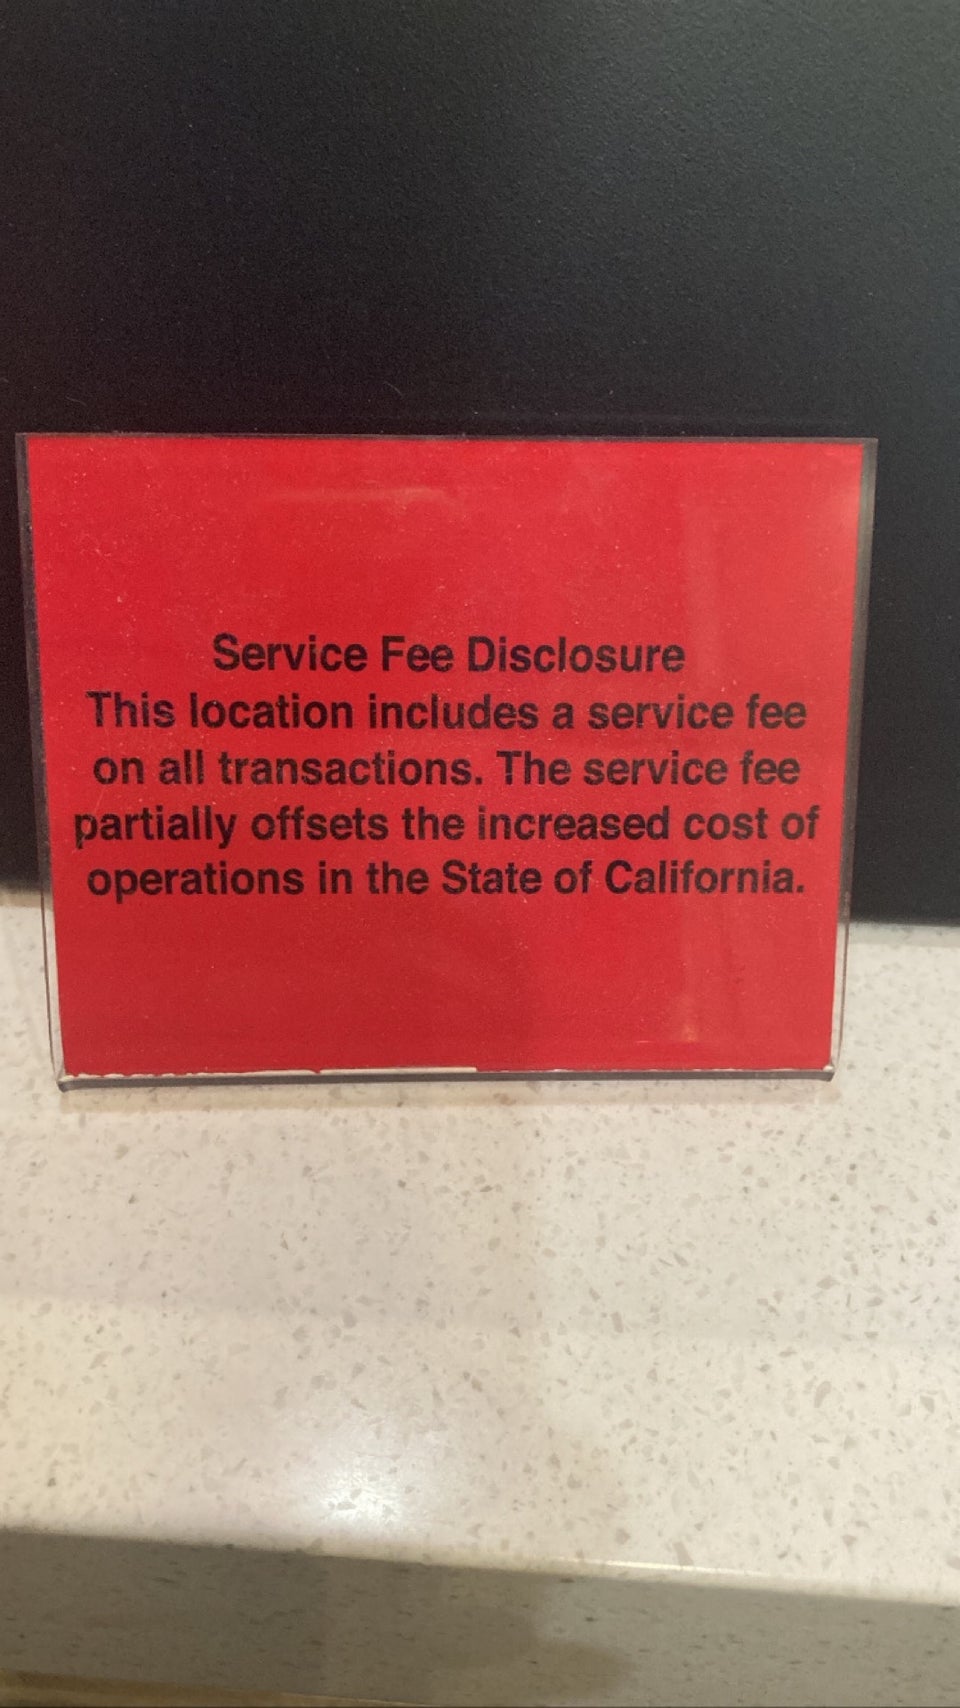 Service Fee Disclosure
This location includes a service fee
on all transactions. The service fee
partially offsets the increased cost of
operations in the State of California.